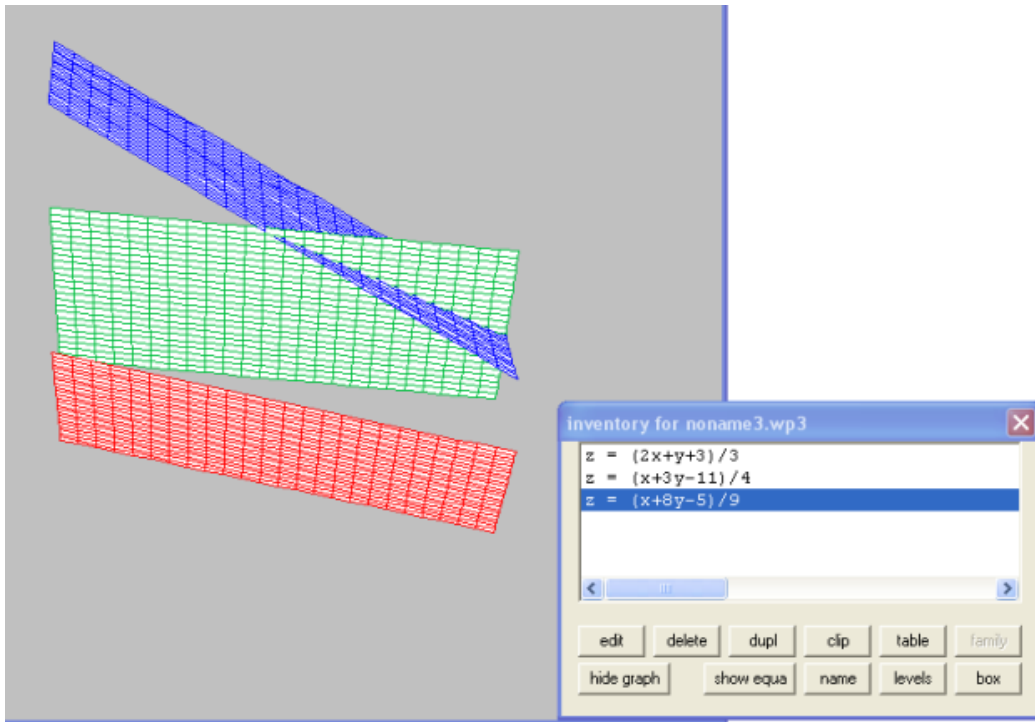 inventory for noname3.wp3
z = (2x+y+3)/3
z = (x+3y-11)/4
z = (x+8y-5)/9
edit delete dupl clip table family
hide graph show equa name levels box